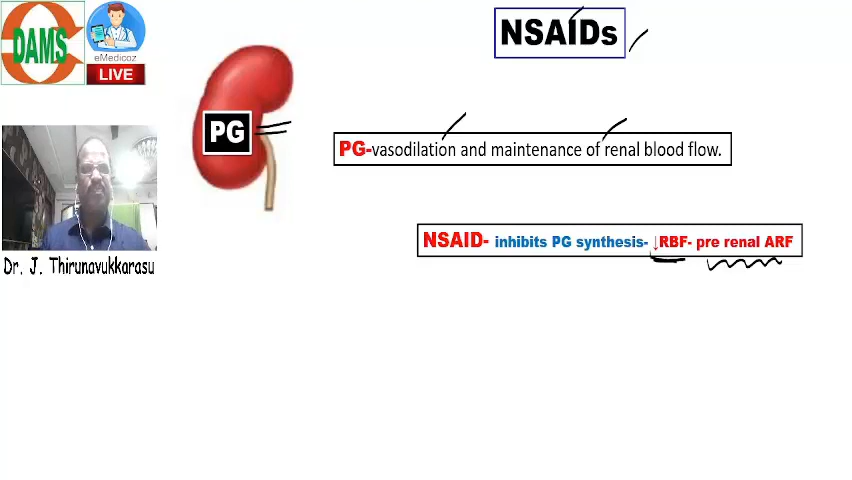 DAMS
eMedicoz
LIVE
NSAIDs
PG
PG-vasodilation and maintenance of renal blood flow.
NSAID- inhibits PG synthesis- ↓RBF- pre renal ARF
Dr. J. Thirunavukkarasu